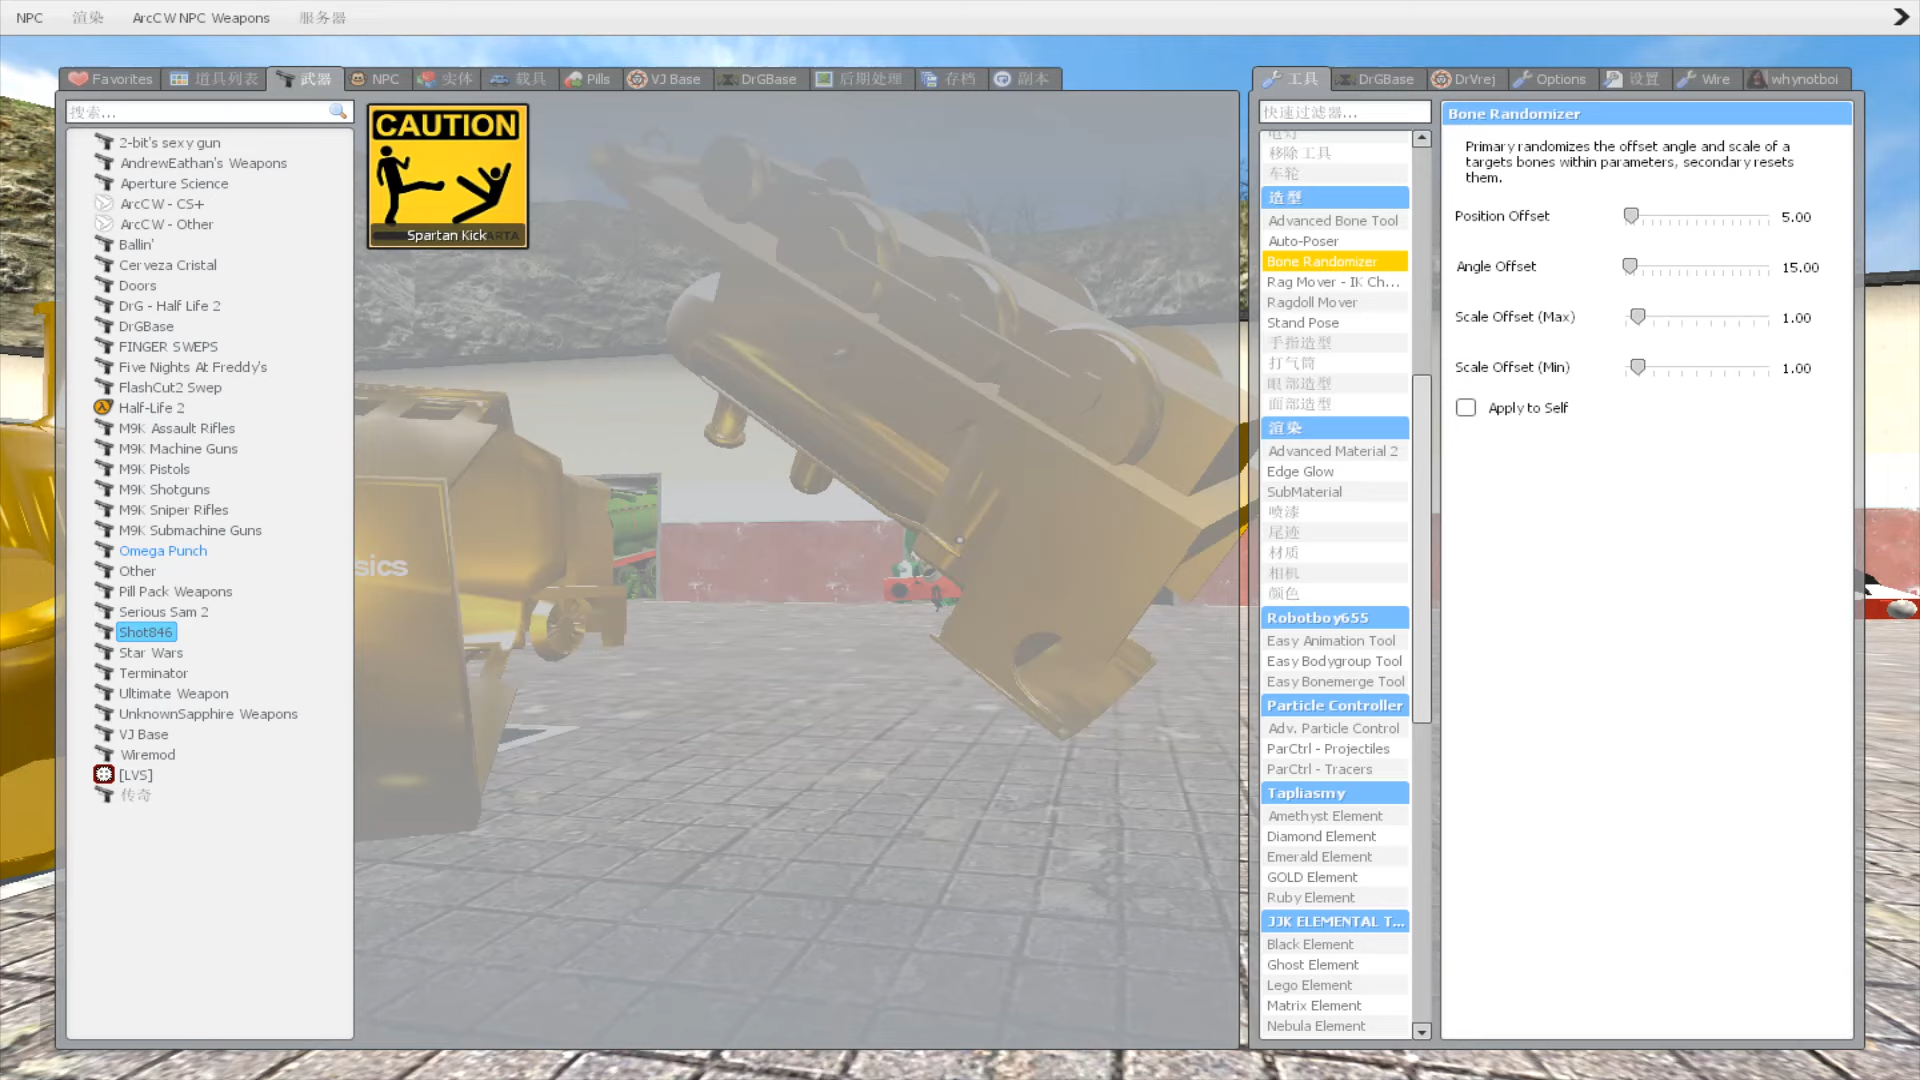 NPC 渲染 ArcCW NPC Weapons 服务器
Favorites 道具列表 武器 NPC 实体 载具 Pills VJ Base DrGBase 后期处理 存档 副本
搜索...
2-bit's sexy gun
AndrewEathan's Weapons
Aperture Science
ArcCW - CS+
ArcCW - Other
Ballin'
Cerveza Cristal
Doors
DrG - Half Life 2
DrGBase
FINGER SWEPS
Five Nights At Freddy's
FlashCut2 Swep
Half-Life 2
M9K Assault Rifles
M9K Machine Guns
M9K Pistols
M9K Shotguns
M9K Sniper Rifles
M9K Submachine Guns
Omega Punch
Other
Pill Pack Weapons
Serious Sam 2
Shot846
Star Wars
Terminator
Ultimate Weapon
UnknownSapphire Weapons
VJ Base
Wiremod
[LVS]
传奇
CAUTION
Spartan Kick
sics
工具 DrGBase DrVrej Options 设置 Wire whynotboi
快速过滤器...
电灯
移除工具
车轮
造型
Advanced Bone Tool
Auto-Poser
Bone Randomizer
Rag Mover - IK Ch...
Ragdoll Mover
Stand Pose
手指造型
打气筒
眼部造型
面部造型
渲染
Advanced Material 2
Edge Glow
SubMaterial
喷漆
尾迹
材质
相机
颜色
Robotboy655
Easy Animation Tool
Easy Bodygroup Tool
Easy Bonemerge Tool
Particle Controller
Adv. Particle Control
ParCtrl - Projectiles
ParCtrl - Tracers
Tapliasmy
Amethyst Element
Diamond Element
Emerald Element
GOLD Element
Ruby Element
JJK ELEMENTAL T...
Black Element
Ghost Element
Lego Element
Matrix Element
Nebula Element
Bone Randomizer
Primary randomizes the offset angle and scale of a
targets bones within parameters, secondary resets
them.
Position Offset 5.00
Angle Offset 15.00
Scale Offset (Max) 1.00
Scale Offset (Min) 1.00
Apply to Self